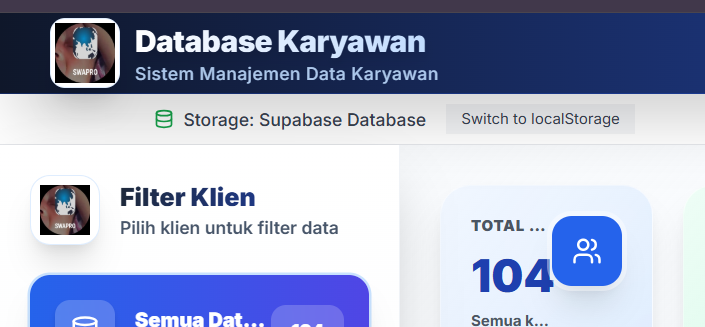 SWAPRO
Database Karyawan
Sistem Manajemen Data Karyawan
Storage: Supabase Database
Switch to localStorage
SWAPRO
Filter Klien
Pilih klien untuk filter data
TOTAL ...
104
Semua k...
Semua Dat...
104